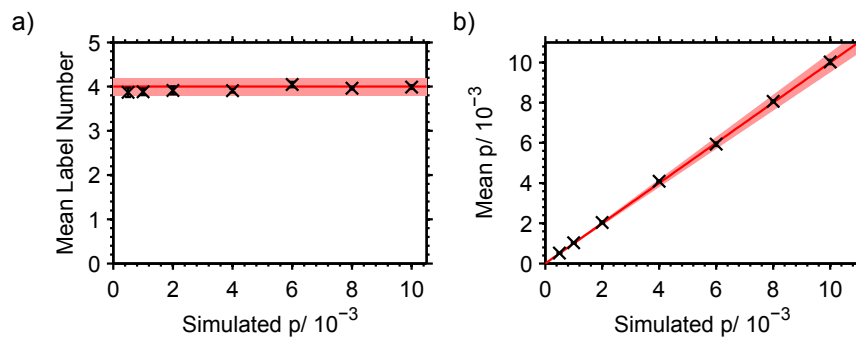 a)
Mean Label Number
5
4
3
2
1
0
0 2 4 6 8 10
Simulated p/ 10⁻³
b)
Mean p/ 10⁻³
10
8
6
4
2
0
0 2 4 6 8 10
Simulated p/ 10⁻³